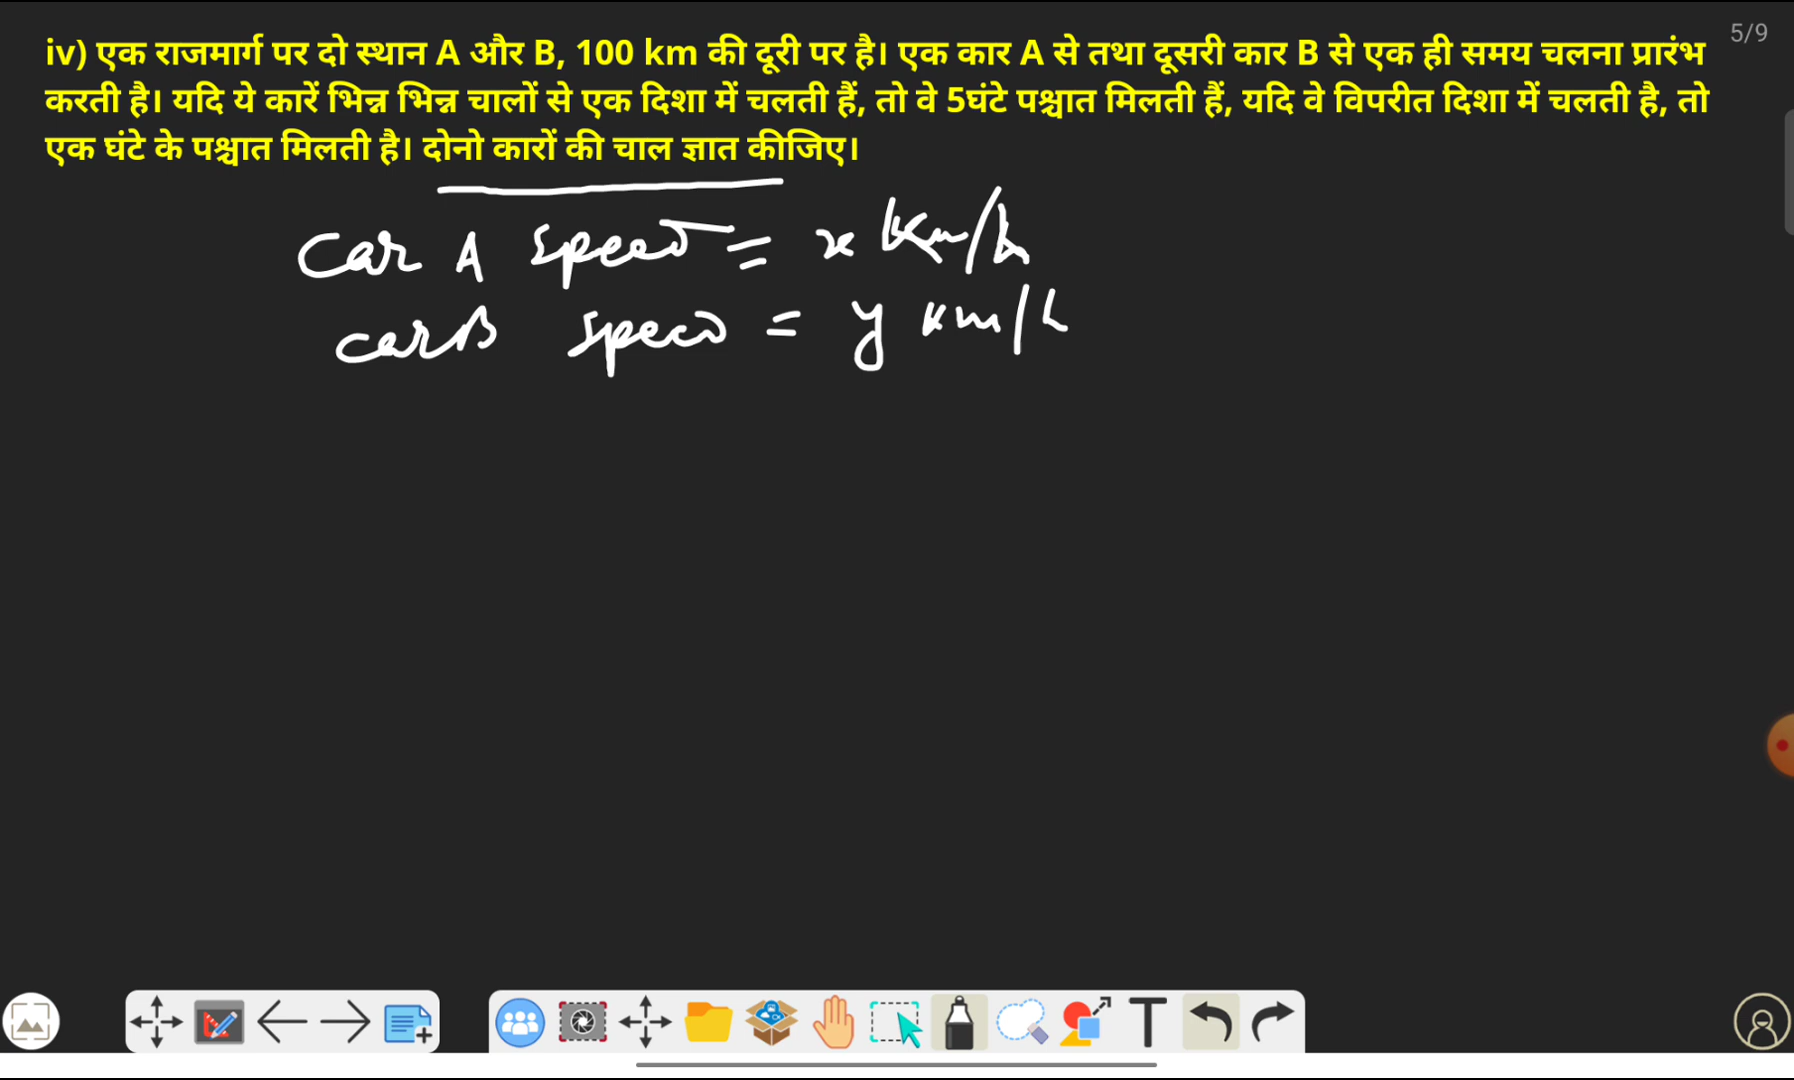 5/9
iv) एक राजमार्ग पर दो स्थान A और B, 100 km की दूरी पर है। एक कार A से तथा दूसरी कार B से एक ही समय चलना प्रारंभ
करती है। यदि ये कारें भिन्न भिन्न चालों से एक दिशा में चलती हैं, तो वे 5घंटे पश्चात मिलती हैं, यदि वे विपरीत दिशा में चलती है, तो
एक घंटे के पश्चात मिलती है। दोनो कारों की चाल ज्ञात कीजिए।
Car A speed = x km/h
car B speed = y km/h
T